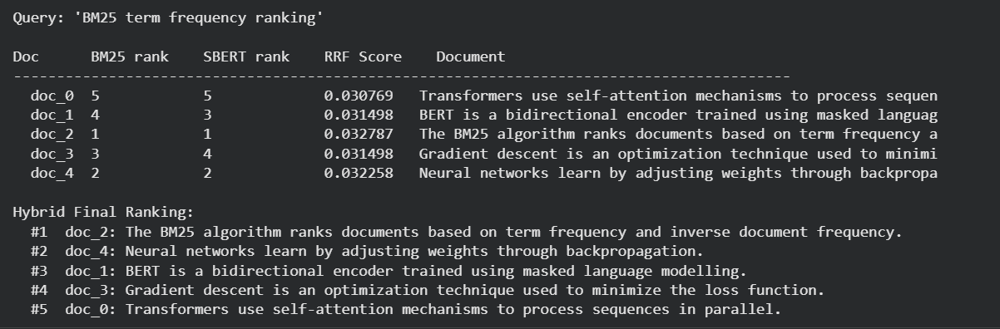 Query: 'BM25 term frequency ranking'
Doc BM25 rank SBERT rank RRF Score Document
------------------------------------------------------------------------------------------
doc_0 5 5 0.030769 Transformers use self-attention mechanisms to process sequen
doc_1 4 3 0.031498 BERT is a bidirectional encoder trained using masked languag
doc_2 1 1 0.032787 The BM25 algorithm ranks documents based on term frequency a
doc_3 3 4 0.031498 Gradient descent is an optimization technique used to minimi
doc_4 2 2 0.032258 Neural networks learn by adjusting weights through backpropa
Hybrid Final Ranking:
#1 doc_2: The BM25 algorithm ranks documents based on term frequency and inverse document frequency.
#2 doc_4: Neural networks learn by adjusting weights through backpropagation.
#3 doc_1: BERT is a bidirectional encoder trained using masked language modelling.
#4 doc_3: Gradient descent is an optimization technique used to minimize the loss function.
#5 doc_0: Transformers use self-attention mechanisms to process sequences in parallel.